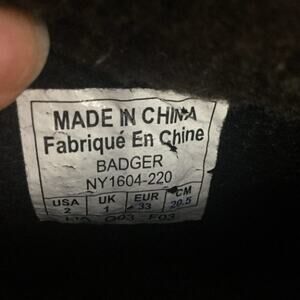 MADE IN CHINA
Fabriqué En Chine
BADGER
NY1604-220
USA UK EUR CM
2 1 33 20.5